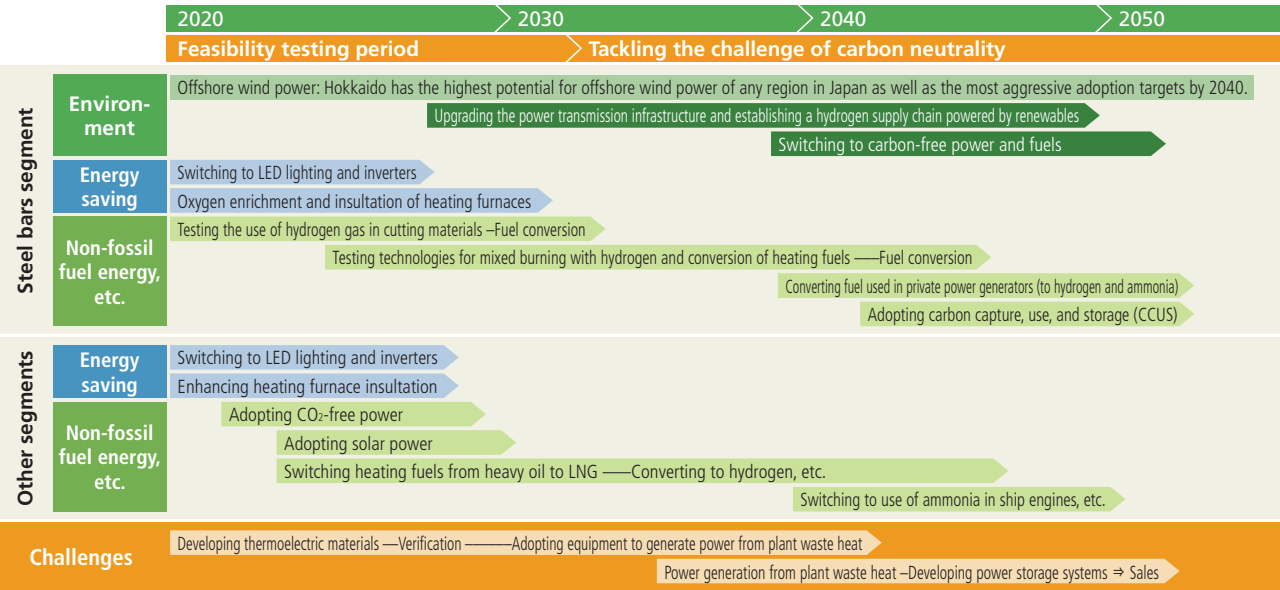 2020 2030 2040 2050
Feasibility testing period Tackling the challenge of carbon neutrality
Steel bars segment
Environ-
ment
Offshore wind power: Hokkaido has the highest potential for offshore wind power of any region in Japan as well as the most aggressive adoption targets by 2040.
Upgrading the power transmission infrastructure and establishing a hydrogen supply chain powered by renewables
Switching to carbon-free power and fuels
Energy
saving
Switching to LED lighting and inverters
Oxygen enrichment and insultation of heating furnaces
Non-fossil
fuel energy,
etc.
Testing the use of hydrogen gas in cutting materials –Fuel conversion
Testing technologies for mixed burning with hydrogen and conversion of heating fuels ――Fuel conversion
Converting fuel used in private power generators (to hydrogen and ammonia)
Adopting carbon capture, use, and storage (CCUS)
Other segments
Energy
saving
Switching to LED lighting and inverters
Enhancing heating furnace insultation
Non-fossil
fuel energy,
etc.
Adopting CO₂-free power
Adopting solar power
Switching heating fuels from heavy oil to LNG ――Converting to hydrogen, etc.
Switching to use of ammonia in ship engines, etc.
Challenges
Developing thermoelectric materials ―Verification ―――Adopting equipment to generate power from plant waste heat
Power generation from plant waste heat –Developing power storage systems ⇒ Sales